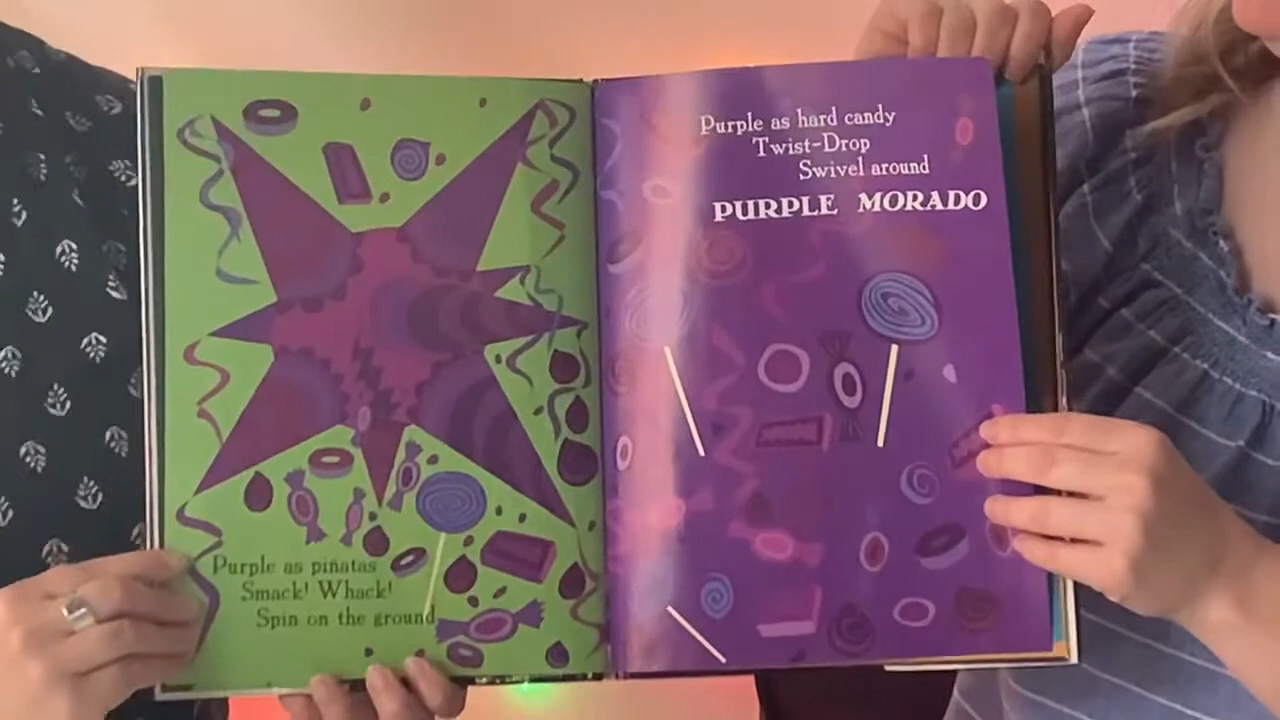 Purple as piñatas
Smack! Whack!
Spin on the ground
Purple as hard candy
Twist-Drop
Swivel around
PURPLE MORADO